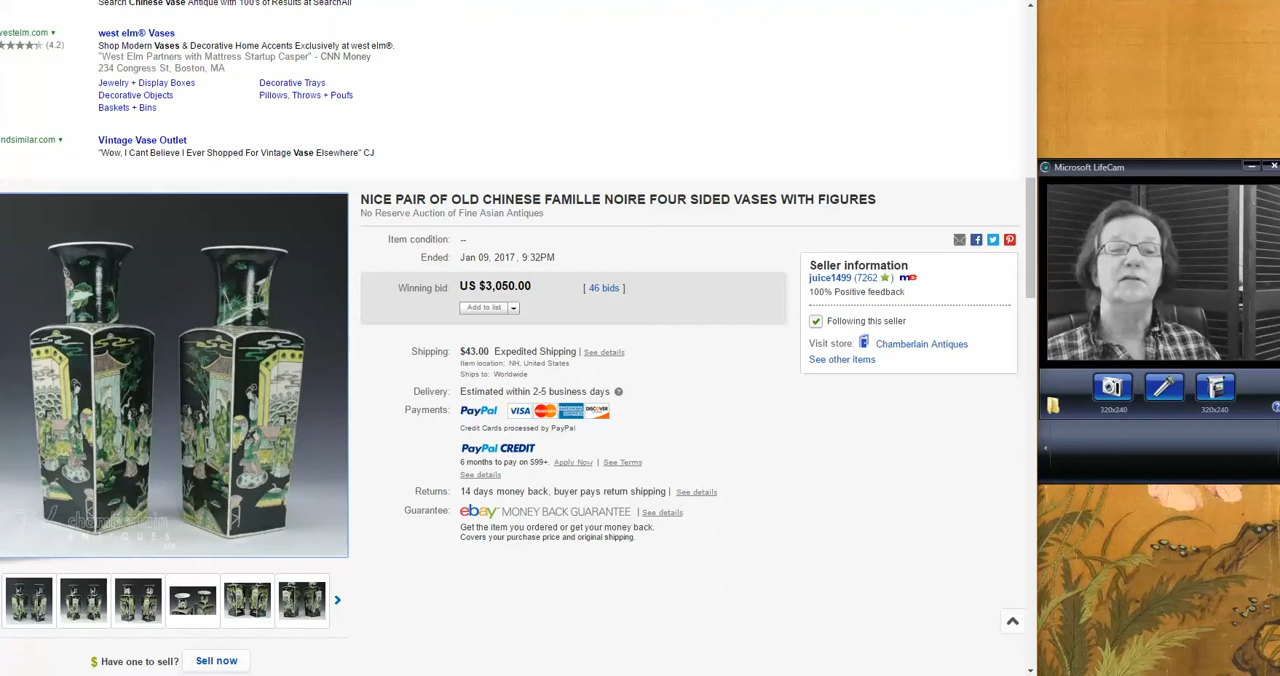 Search Chinese Vase Antique with 100's of Results at SearchAll
westelm.com
(4.2)
west elm® Vases
Shop Modern Vases & Decorative Home Accents Exclusively at west elm®.
"West Elm Partners with Mattress Startup Casper" - CNN Money
234 Congress St, Boston, MA
Jewelry + Display Boxes Decorative Trays
Decorative Objects Pillows, Throws + Poufs
Baskets + Bins
ndsimilar.com
Vintage Vase Outlet
"Wow, I Cant Believe I Ever Shopped For Vintage Vase Elsewhere" CJ
Microsoft LifeCam
NICE PAIR OF OLD CHINESE FAMILLE NOIRE FOUR SIDED VASES WITH FIGURES
No Reserve Auction of Fine Asian Antiques
Item condition: --
Ended: Jan 09, 2017 , 9:32PM
Winning bid: US $3,050.00 [ 46 bids ]
Add to list
Shipping: $43.00 Expedited Shipping | See details
Item location: NH, United States
Ships to: Worldwide
Delivery: Estimated within 2-5 business days
Payments: PayPal VISA MasterCard AMERICAN EXPRESS DISCOVER
Credit Cards processed by PayPal
PayPal CREDIT
6 months to pay on $99+. Apply Now | See Terms
See details
Returns: 14 days money back, buyer pays return shipping | See details
Guarantee: ebay MONEY BACK GUARANTEE | See details
Get the item you ordered or get your money back.
Covers your purchase price and original shipping.
Seller information
juice1499 (7262 ) me
100% Positive feedback
Following this seller
Visit store: Chamberlain Antiques
See other items
320x240 320x240
chamberlain
ANTIQUES
$ Have one to sell? Sell now